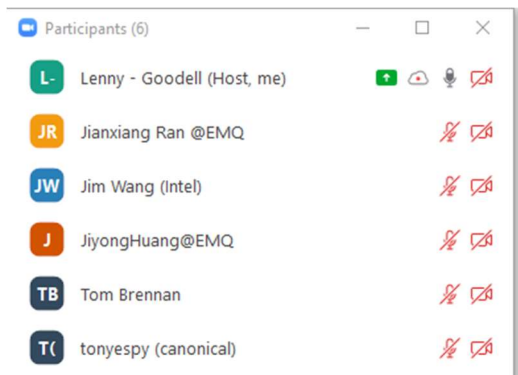 Participants (6)
L- Lenny - Goodell (Host, me)
JR Jianxiang Ran @EMQ
JW Jim Wang (Intel)
J JiyongHuang@EMQ
TB Tom Brennan
T( tonyespy (canonical)